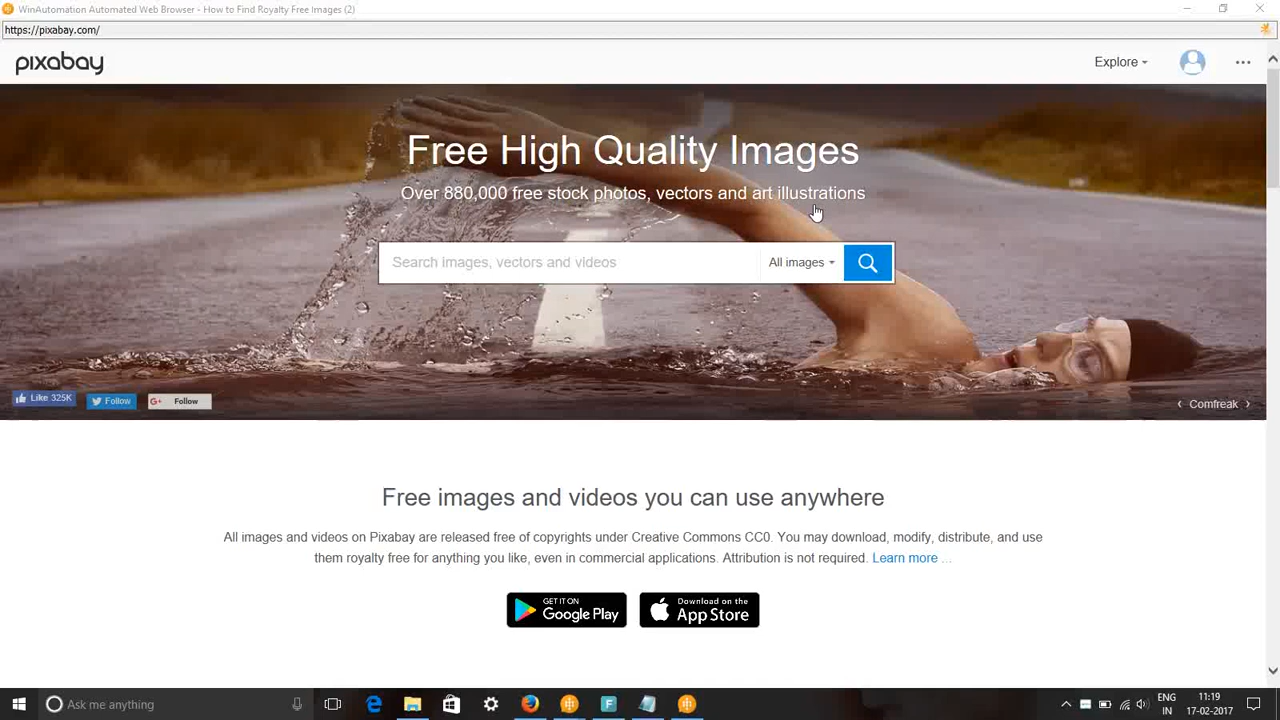 WinAutomation Automated Web Browser - How to Find Royalty Free Images (2)
https://pixabay.com/
pixabay
Explore
Free High Quality Images
Over 880,000 free stock photos, vectors and art illustrations
Search images, vectors and videos
All images
Like 325K
Follow
G+ Follow
‹ Comfreak ›
Free images and videos you can use anywhere
All images and videos on Pixabay are released free of copyrights under Creative Commons CC0. You may download, modify, distribute, and use
them royalty free for anything you like, even in commercial applications. Attribution is not required. Learn more ...
GET IT ON
Google Play
Download on the
App Store
Ask me anything
ENG
IN
11:19
17-02-2017